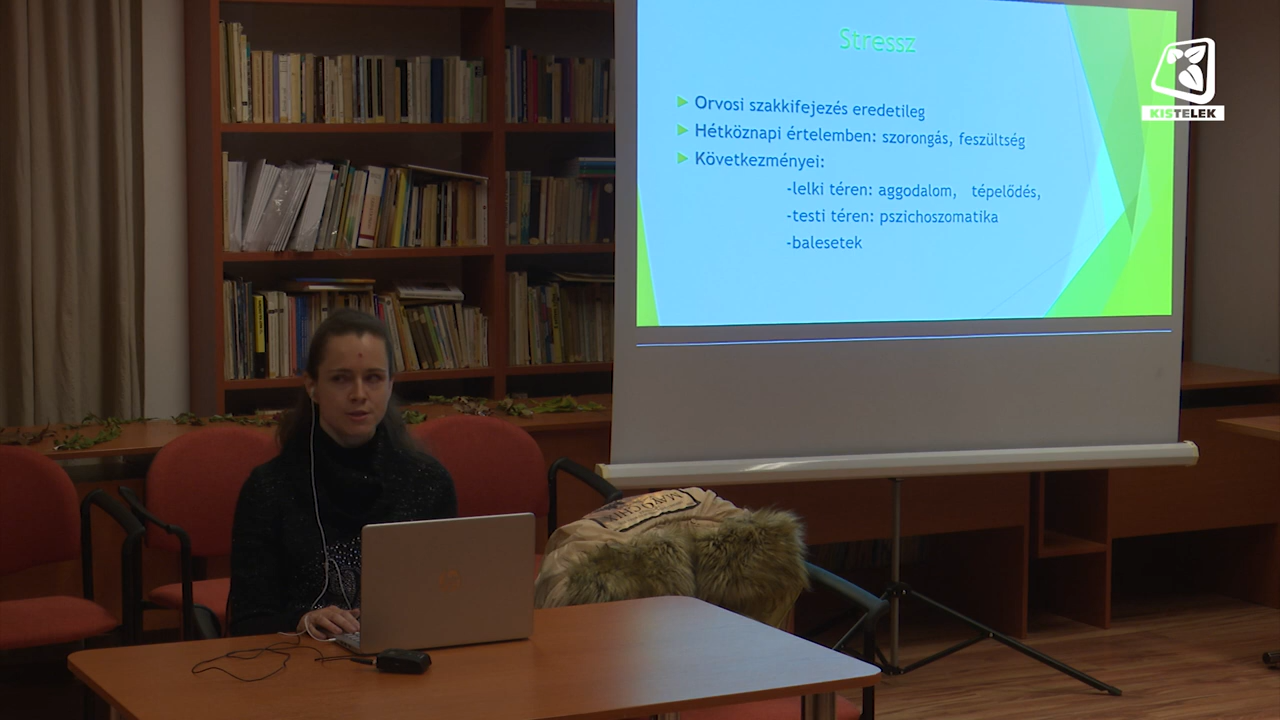 Stressz
Orvosi szakkifejezés eredetileg
Hétköznapi értelemben: szorongás, feszültség
Következményei:
-lelki téren: aggodalom, tépelődés,
-testi téren: pszichoszomatika
-balesetek
KISTELEK